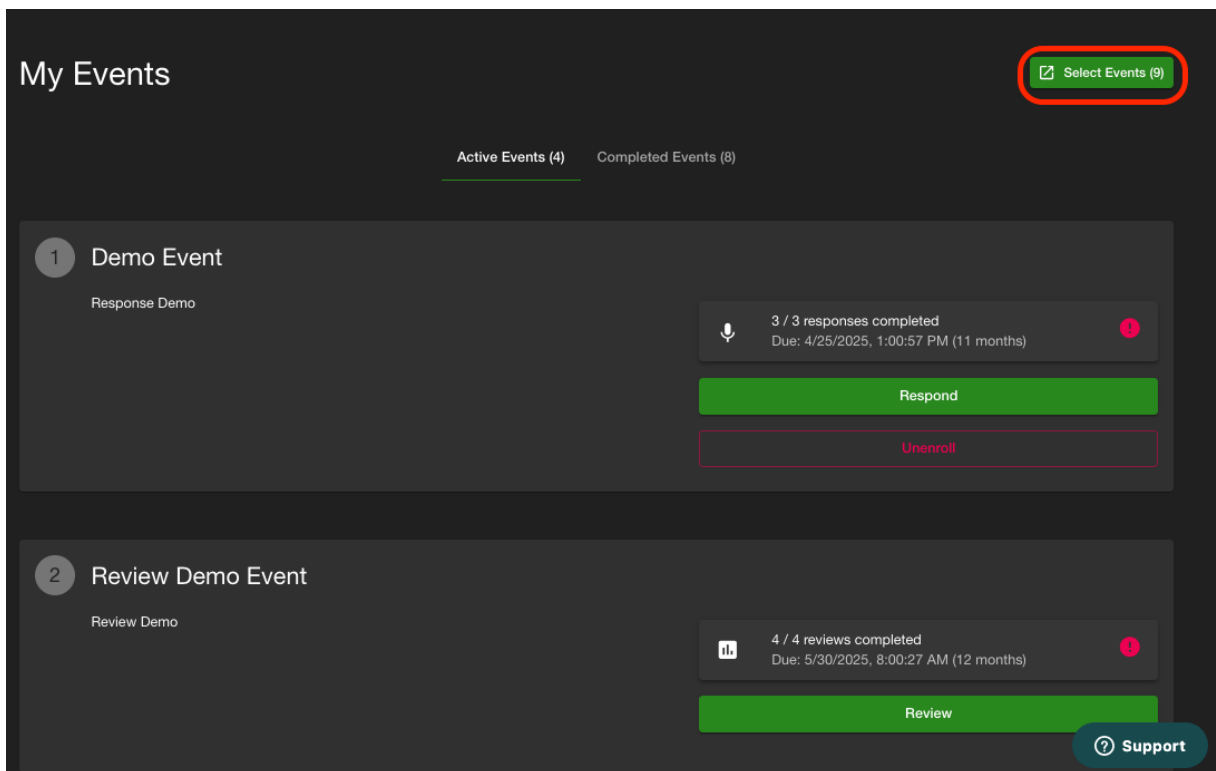 My Events
Select Events (9)
Active Events (4)
Completed Events (8)
1
Demo Event
Response Demo
3 / 3 responses completed
Due: 4/25/2025, 1:00:57 PM (11 months)
Respond
Unenroll
2
Review Demo Event
Review Demo
4 / 4 reviews completed
Due: 5/30/2025, 8:00:27 AM (12 months)
Review
Support